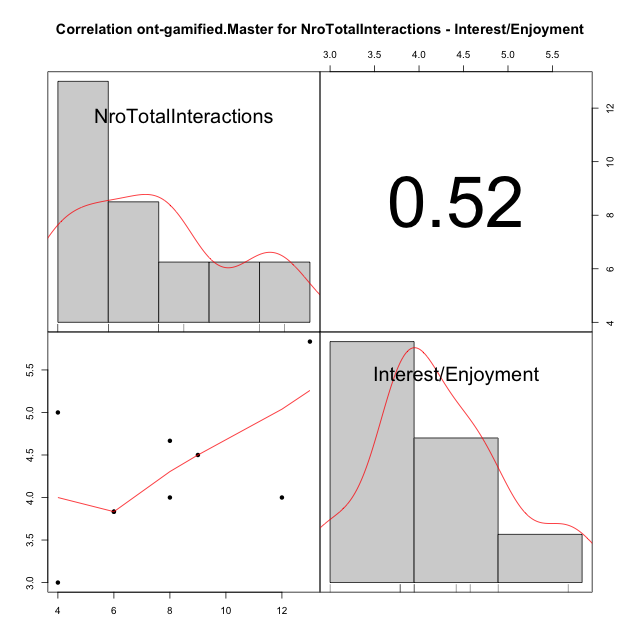 Correlation ont-gamified.Master for NroTotalInteractions - Interest/Enjoyment
3.0 3.5 4.0 4.5 5.0 5.5
NroTotalInteractions
0.52
12
10
8
6
4
5.5
5.0
4.5
4.0
3.5
3.0
Interest/Enjoyment
4 6 8 10 12